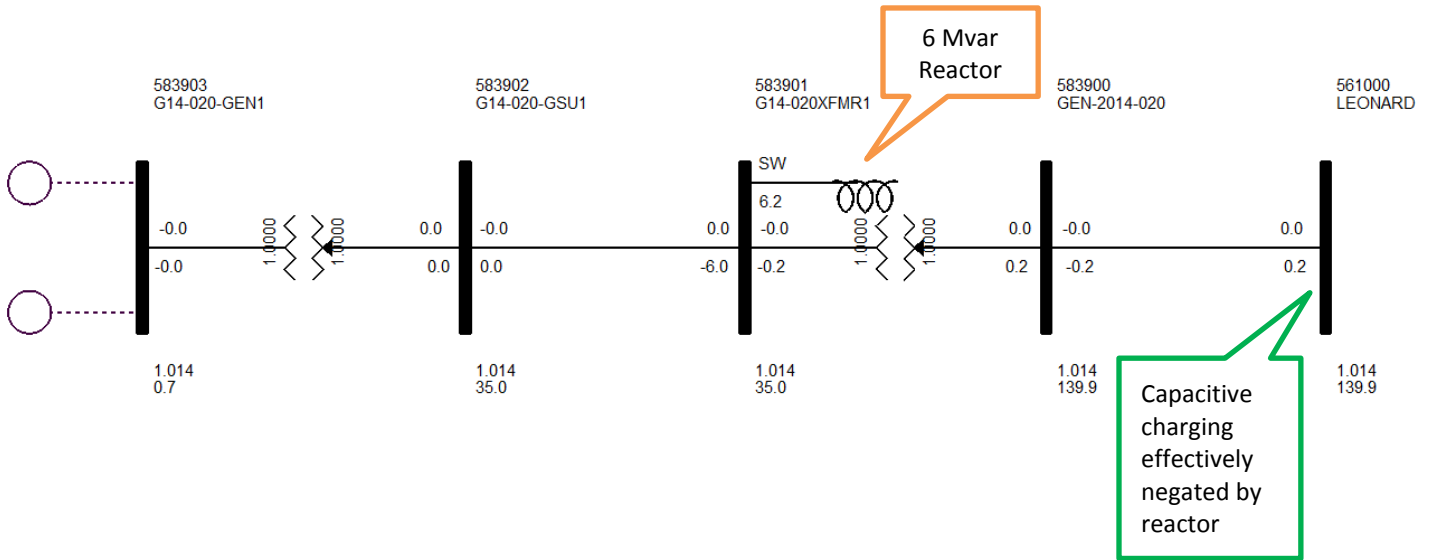 6 Mvar
Reactor
583903
G14-020-GEN1
583902
G14-020-GSU1
583901
G14-020XFMR1
583900
GEN-2014-020
561000
LEONARD
SW
6.2
-0.0
1.0000
1.0000
0.0
-0.0
0.0
-0.0
1.0000
1.0000
0.0
-0.0
0.0
-0.0
0.0
0.0
-6.0
-0.2
0.2
-0.2
0.2
1.014
0.7
1.014
35.0
1.014
35.0
1.014
139.9
1.014
139.9
Capacitive
charging
effectively
negated by
reactor